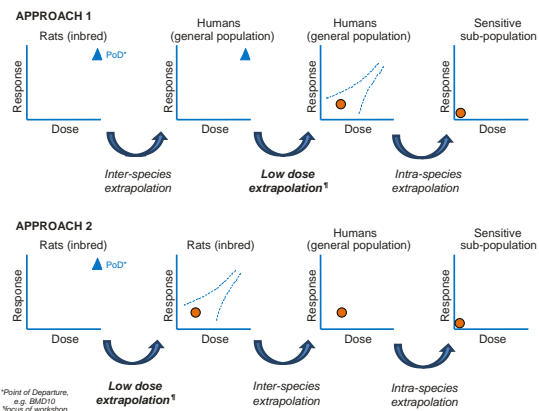 APPROACH 1
Rats (inbred)
Humans
(general population)
Humans
(general population)
Sensitive
sub-population
PoD*
Response
Response
Response
Response
Dose
Dose
Dose
Dose
Inter-species
extrapolation
Low dose
extrapolation¶
Intra-species
extrapolation
APPROACH 2
Rats (inbred)
Rats (inbred)
Humans
(general population)
Sensitive
sub-population
PoD*
Response
Response
Response
Response
Dose
Dose
Dose
Dose
Low dose
extrapolation¶
Inter-species
extrapolation
Intra-species
extrapolation
*Point of Departure,
e.g. BMD10
¶focus of workshop